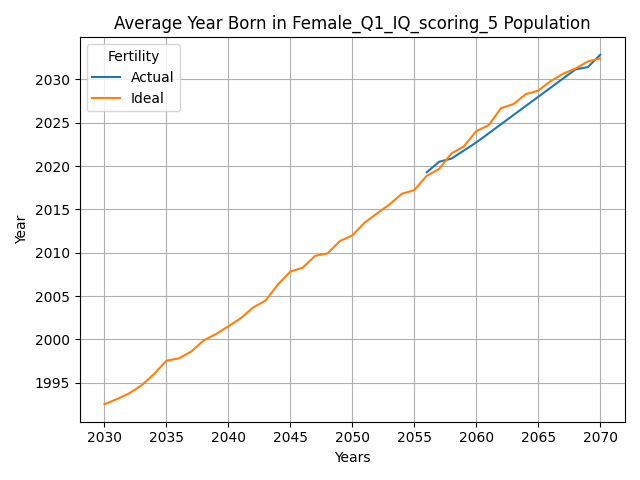 Average Year Born in Female_Q1_IQ_scoring_5 Population
Fertility
Actual
Ideal
Year
2030
2025
2020
2015
2010
2005
2000
1995
2030 2035 2040 2045 2050 2055 2060 2065 2070
Years